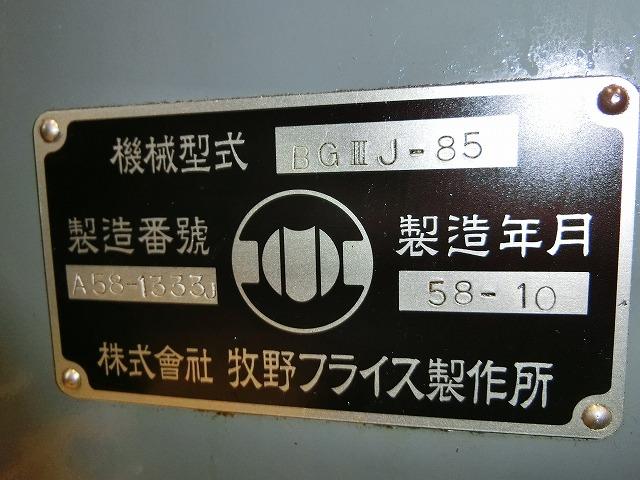 機械型式 BGⅢJ-85
製造番號 製造年月
A58-1333J 58-10
株式會社 牧野フライス製作所